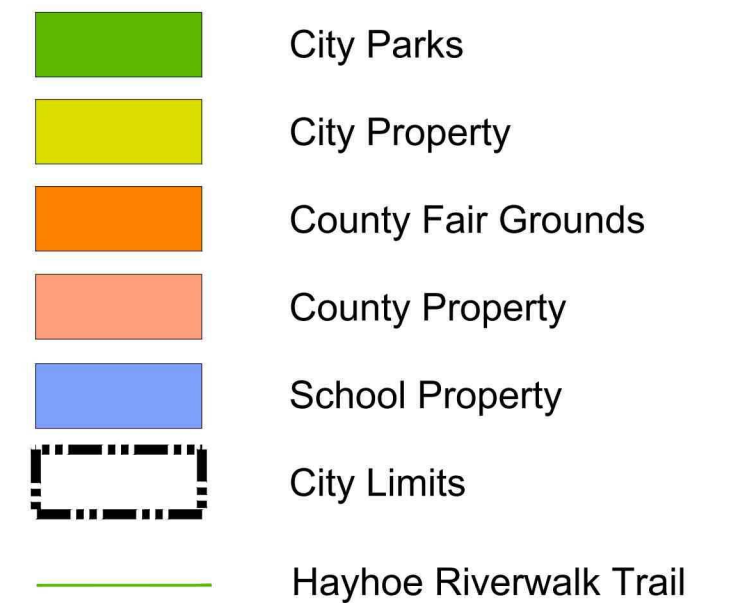 City Parks
City Property
County Fair Grounds
County Property
School Property
City Limits
Hayhoe Riverwalk Trail